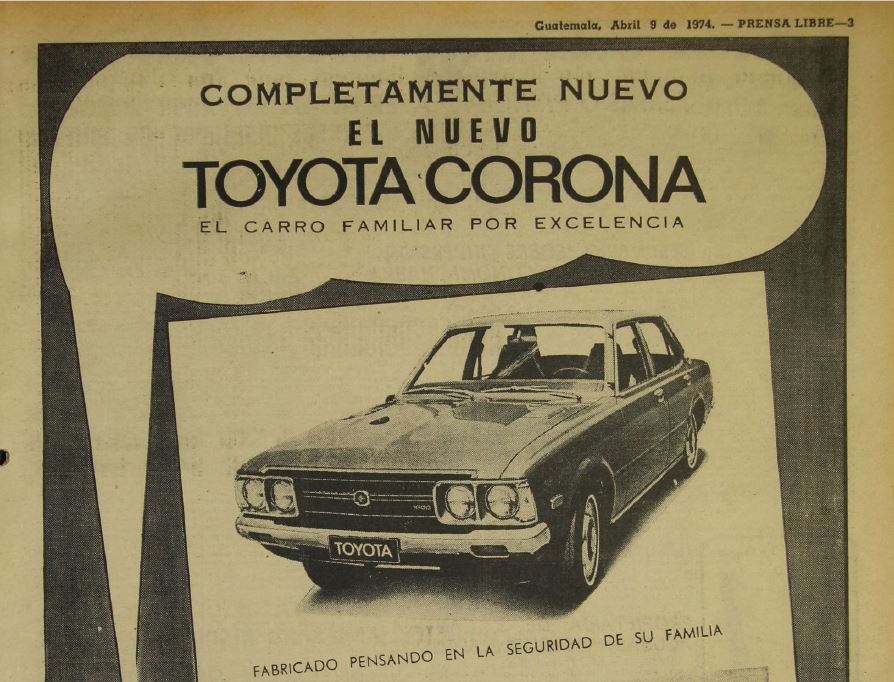 Guatemala, Abril 9 de 1974. — PRENSA LIBRE—3
COMPLETAMENTE NUEVO
EL NUEVO
TOYOTA CORONA
EL CARRO FAMILIAR POR EXCELENCIA
TOYOTA
FABRICADO PENSANDO EN LA SEGURIDAD DE SU FAMILIA